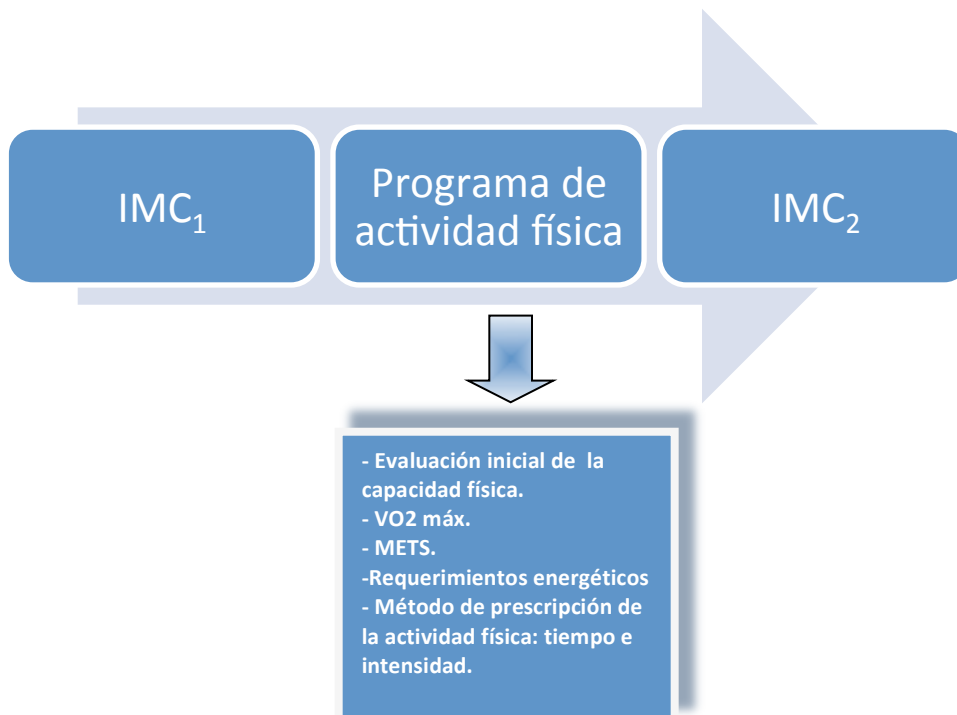 IMC₁
Programa de
actividad física
IMC₂
- Evaluación inicial de la
capacidad física.
- VO2 máx.
- METS.
-Requerimientos energéticos
- Método de prescripción de
la actividad física: tiempo e
intensidad.